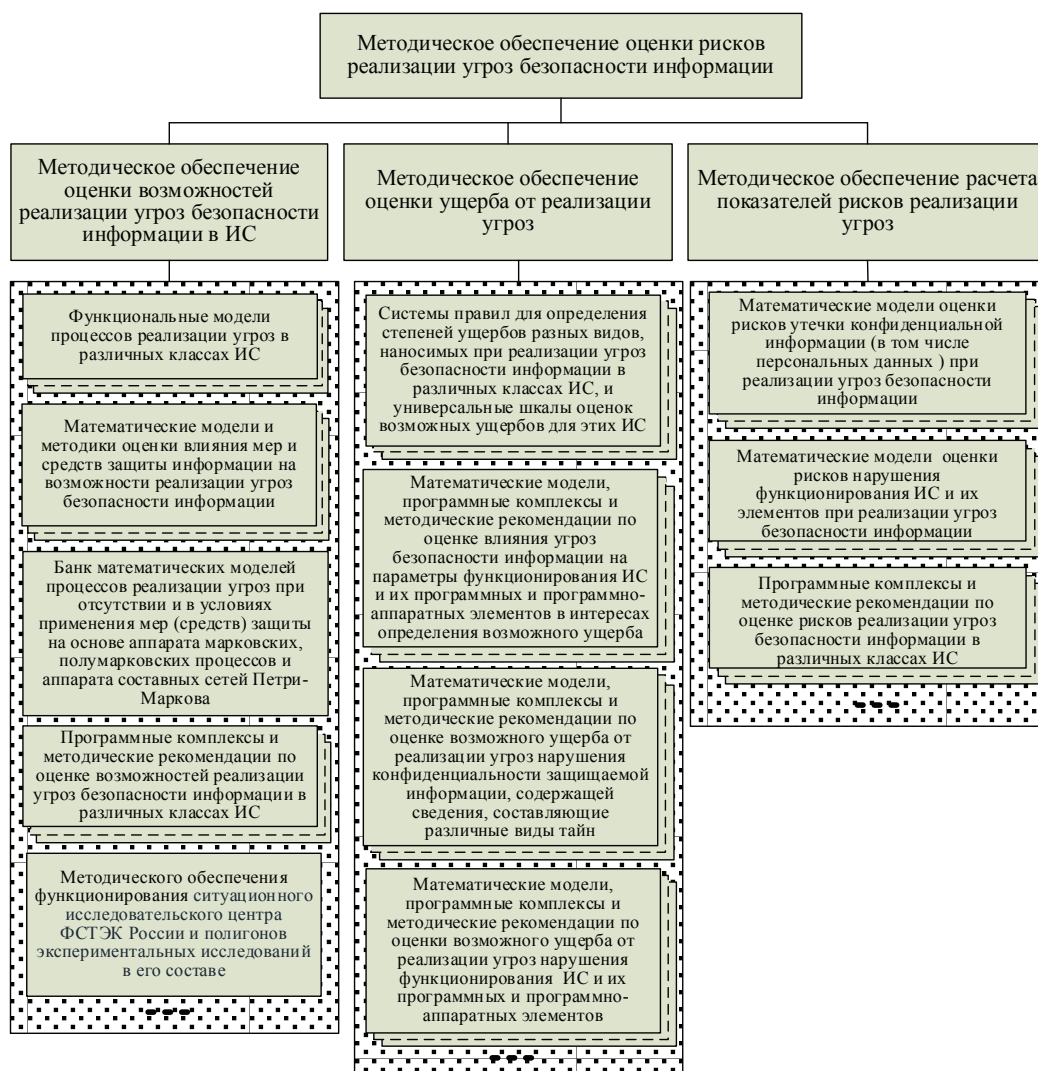 Методическое обеспечение оценки рисков
реализации угроз безопасности информации
Методическое обеспечение
оценки возможностей
реализации угроз безопасности
информации в ИС
Методическое обеспечение
оценки ущерба от реализации
угроз
Методическое обеспечение расчета
показателей рисков реализации
угроз
Функциональные модели
процессов реализации угроз в
различных классах ИС
Математические модели и
методики оценки влияния мер и
средств защиты информации на
возможности реализации угроз
безопасности информации
Банк математических моделей
процессов реализации угроз при
отсутствии и в условиях
применения мер (средств) защиты
на основе аппарата марковских,
полумарковских процессов и
аппарата составных сетей Петри-
Маркова
Программные комплексы и
методические рекомендации по
оценке возможностей реализации
угроз безопасности информации в
различных классах ИС
Методического обеспечения
функционирования ситуационного
исследовательского центра
ФСТЭК России и полигонов
экспериментальных исследований
в его составе
Системы правил для определения
степеней ущербов разных видов,
наносимых при реализации угроз
безопасности информации в
различных классах ИС, и
универсальные шкалы оценок
возможных ущербов для этих ИС
Математические модели,
программные комплексы и
методические рекомендации по
оценке влияния угроз
безопасности информации на
параметры функционирования ИС
и их программных и программно-
аппаратных элементов в интересах
определения возможного ущерба
Математические модели,
программные комплексы и
методические рекомендации по
оценке возможного ущерба от
реализации угроз нарушения
конфиденциальности защищаемой
информации, содержащей
сведения, составляющие
различные виды тайн
Математические модели,
программные комплексы и
методические рекомендации по
оценки возможного ущерба от
реализации угроз нарушения
функционирования ИС и их
программных и программно-
аппаратных элементов
Математические модели оценки
рисков утечки конфиденциальной
информации (в том числе
персональных данных ) при
реализации угроз безопасности
информации
Математические модели оценки
рисков нарушения
функционирования ИС и их
элементов при реализации угроз
безопасности информации
Программные комплексы и
методические рекомендации по
оценке рисков реализации угроз
безопасности информации в
различных классах ИС